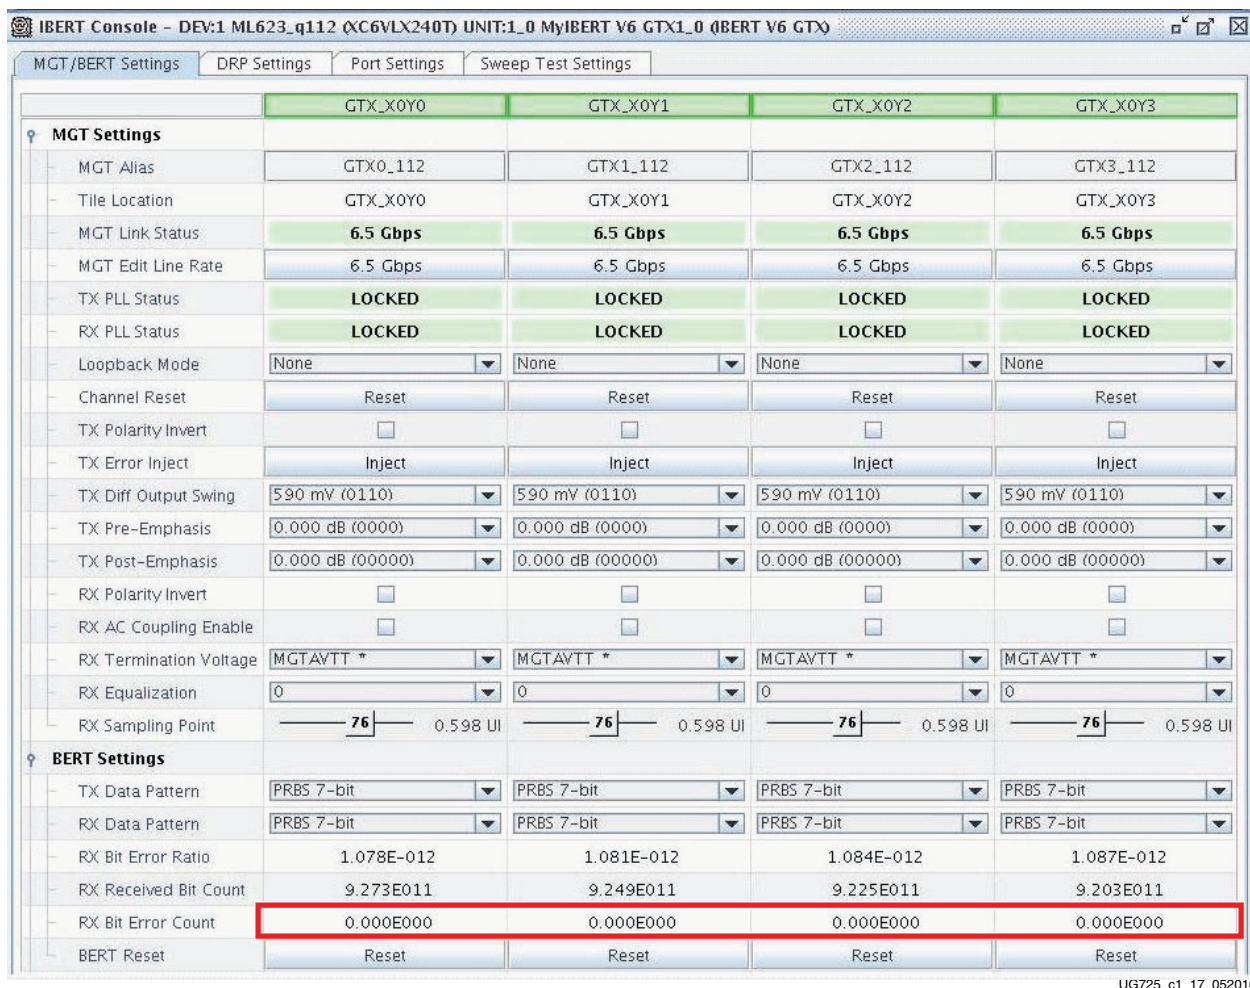 IBERT Console - DEV:1 ML623_q112 (XC6VLX240T) UNIT:1_0 MyIBERT V6 GTX1_0 (IBERT V6 GTX)
MGT/BERT Settings DRP Settings Port Settings Sweep Test Settings
GTX_X0Y0 GTX_X0Y1 GTX_X0Y2 GTX_X0Y3
MGT Settings
MGT Alias GTX0_112 GTX1_112 GTX2_112 GTX3_112
Tile Location GTX_X0Y0 GTX_X0Y1 GTX_X0Y2 GTX_X0Y3
MGT Link Status 6.5 Gbps 6.5 Gbps 6.5 Gbps 6.5 Gbps
MGT Edit Line Rate 6.5 Gbps 6.5 Gbps 6.5 Gbps 6.5 Gbps
TX PLL Status LOCKED LOCKED LOCKED LOCKED
RX PLL Status LOCKED LOCKED LOCKED LOCKED
Loopback Mode None None None None
Channel Reset Reset Reset Reset Reset
TX Polarity Invert
TX Error Inject Inject Inject Inject Inject
TX Diff Output Swing 590 mV (0110) 590 mV (0110) 590 mV (0110) 590 mV (0110)
TX Pre-Emphasis 0.000 dB (0000) 0.000 dB (0000) 0.000 dB (0000) 0.000 dB (0000)
TX Post-Emphasis 0.000 dB (00000) 0.000 dB (00000) 0.000 dB (00000) 0.000 dB (00000)
RX Polarity Invert
RX AC Coupling Enable
RX Termination Voltage MGTAVTT * MGTAVTT * MGTAVTT * MGTAVTT *
RX Equalization 0 0 0 0
RX Sampling Point 76 0.598 UI 76 0.598 UI 76 0.598 UI 76 0.598 UI
BERT Settings
TX Data Pattern PRBS 7-bit PRBS 7-bit PRBS 7-bit PRBS 7-bit
RX Data Pattern PRBS 7-bit PRBS 7-bit PRBS 7-bit PRBS 7-bit
RX Bit Error Ratio 1.078E-012 1.081E-012 1.084E-012 1.087E-012
RX Received Bit Count 9.273E011 9.249E011 9.225E011 9.203E011
RX Bit Error Count 0.000E000 0.000E000 0.000E000 0.000E000
BERT Reset Reset Reset Reset Reset
UG725_c1_17_052010